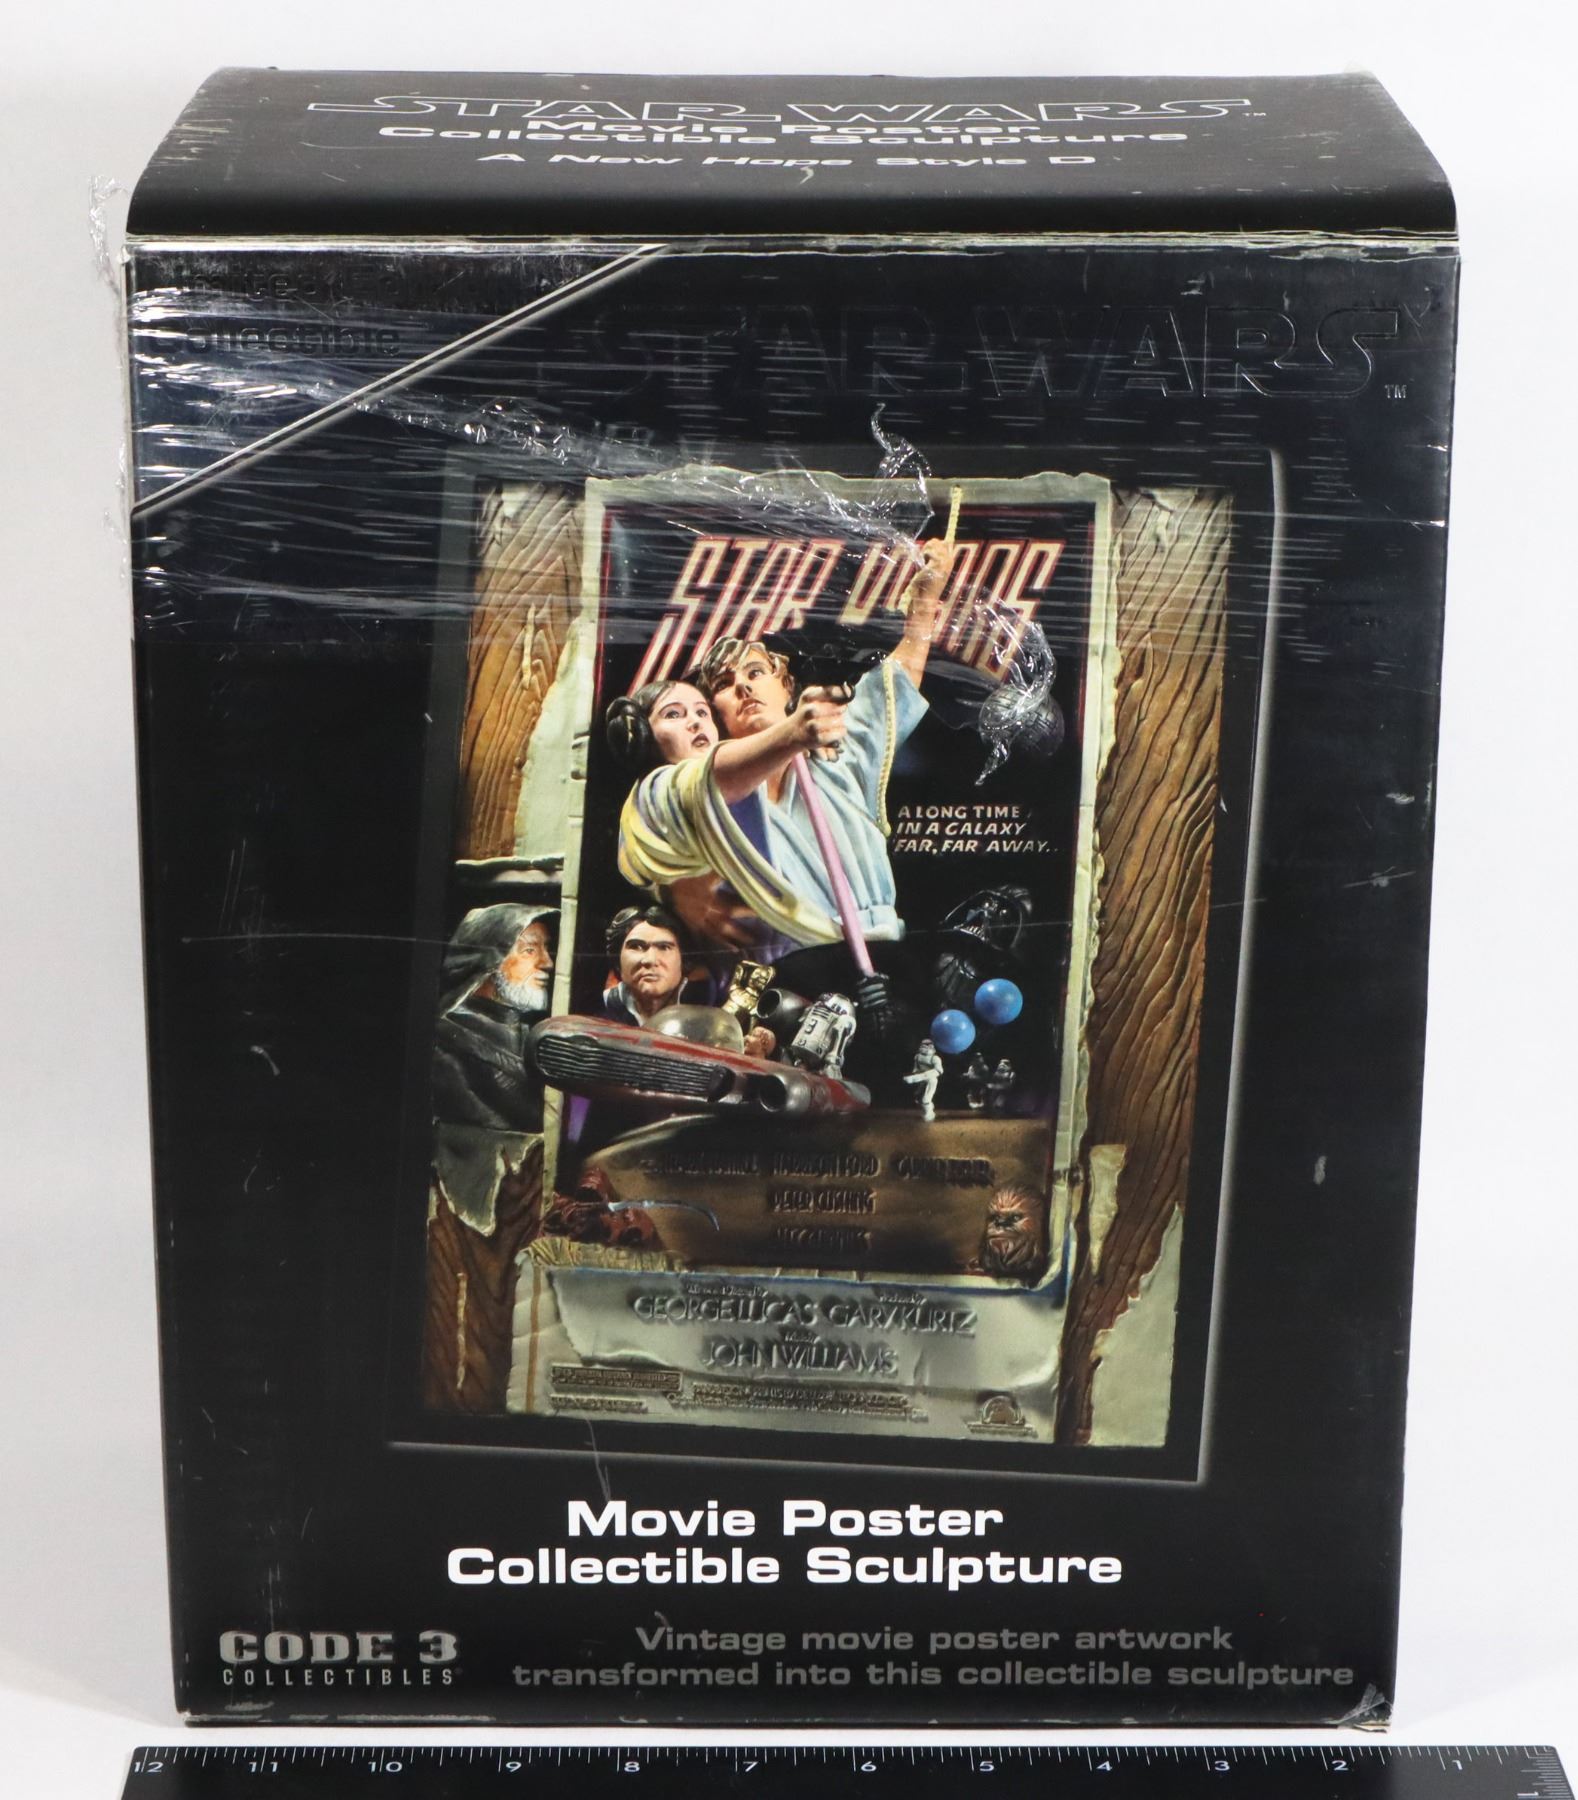 STAR WARS™
Movie Poster
Collectible Sculpture
A New Hope Style D
Limited Edition
Collectible
STAR WARS
TM
STAR WARS
A LONG TIME
IN A GALAXY
FAR, FAR AWAY..
HARRISON FORD
PETER CUSHING
GEORGE LUCAS GARY KURTZ
JOHN WILLIAMS
Movie Poster
Collectible Sculpture
CODE 3
COLLECTIBLES
Vintage movie poster artwork
transformed into this collectible sculpture
12 11 10 9 8 7 6 5 4 3 2 1